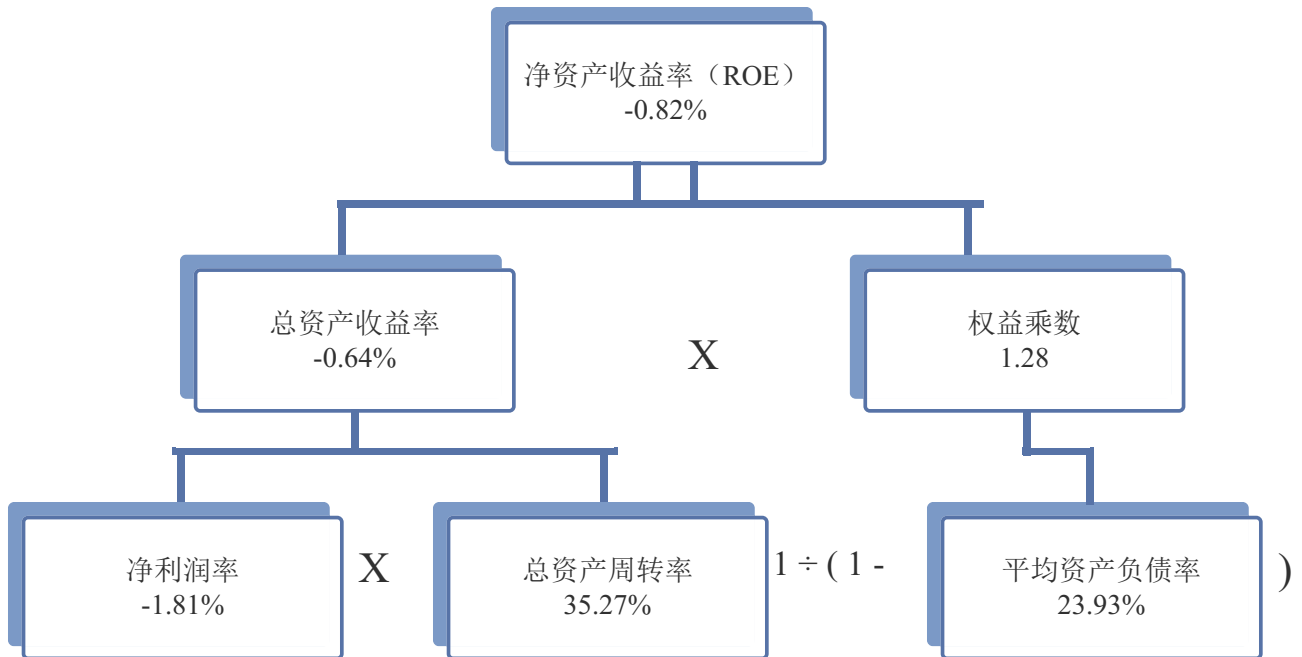 净资产收益率（ROE）
-0.82%
总资产收益率
-0.64%
X
权益乘数
1.28
净利润率
-1.81%
X
总资产周转率
35.27%
1 ÷ ( 1 -
平均资产负债率
23.93%
)